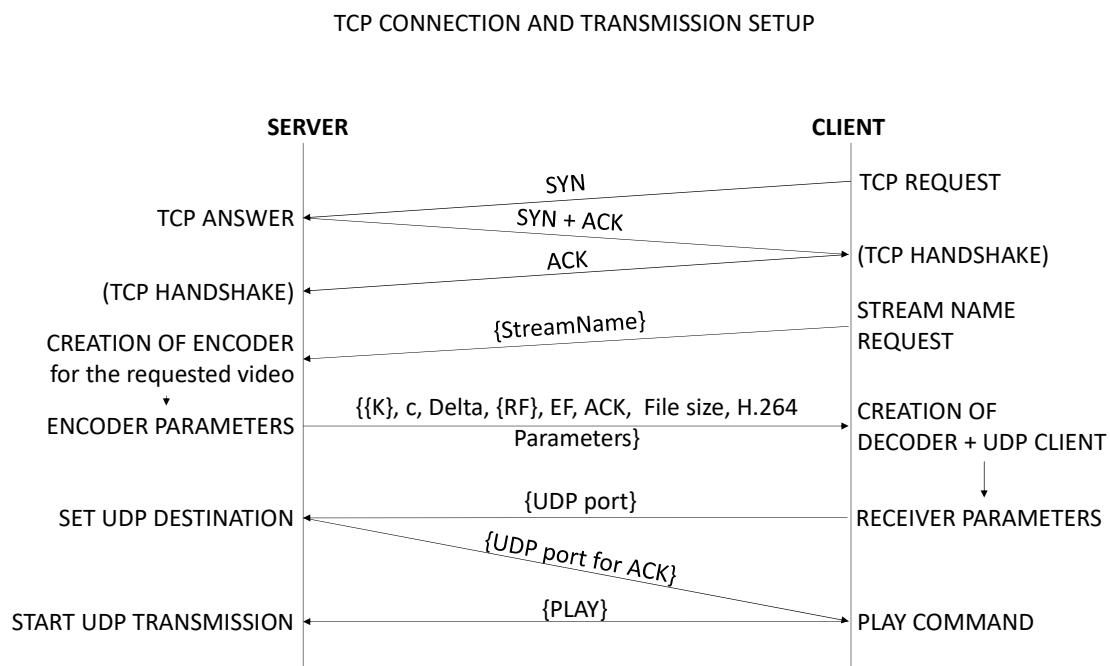 TCP CONNECTION AND TRANSMISSION SETUP
SERVER
CLIENT
SYN
TCP REQUEST
TCP ANSWER
SYN + ACK
(TCP HANDSHAKE)
ACK
(TCP HANDSHAKE)
{StreamName}
STREAM NAME
REQUEST
CREATION OF ENCODER
for the requested video
ENCODER PARAMETERS
{{K}, c, Delta, {RF}, EF, ACK,  File size, H.264
Parameters}
CREATION OF
DECODER + UDP CLIENT
SET UDP DESTINATION
{UDP port}
RECEIVER PARAMETERS
{UDP port for ACK}
START UDP TRANSMISSION
{PLAY}
PLAY COMMAND